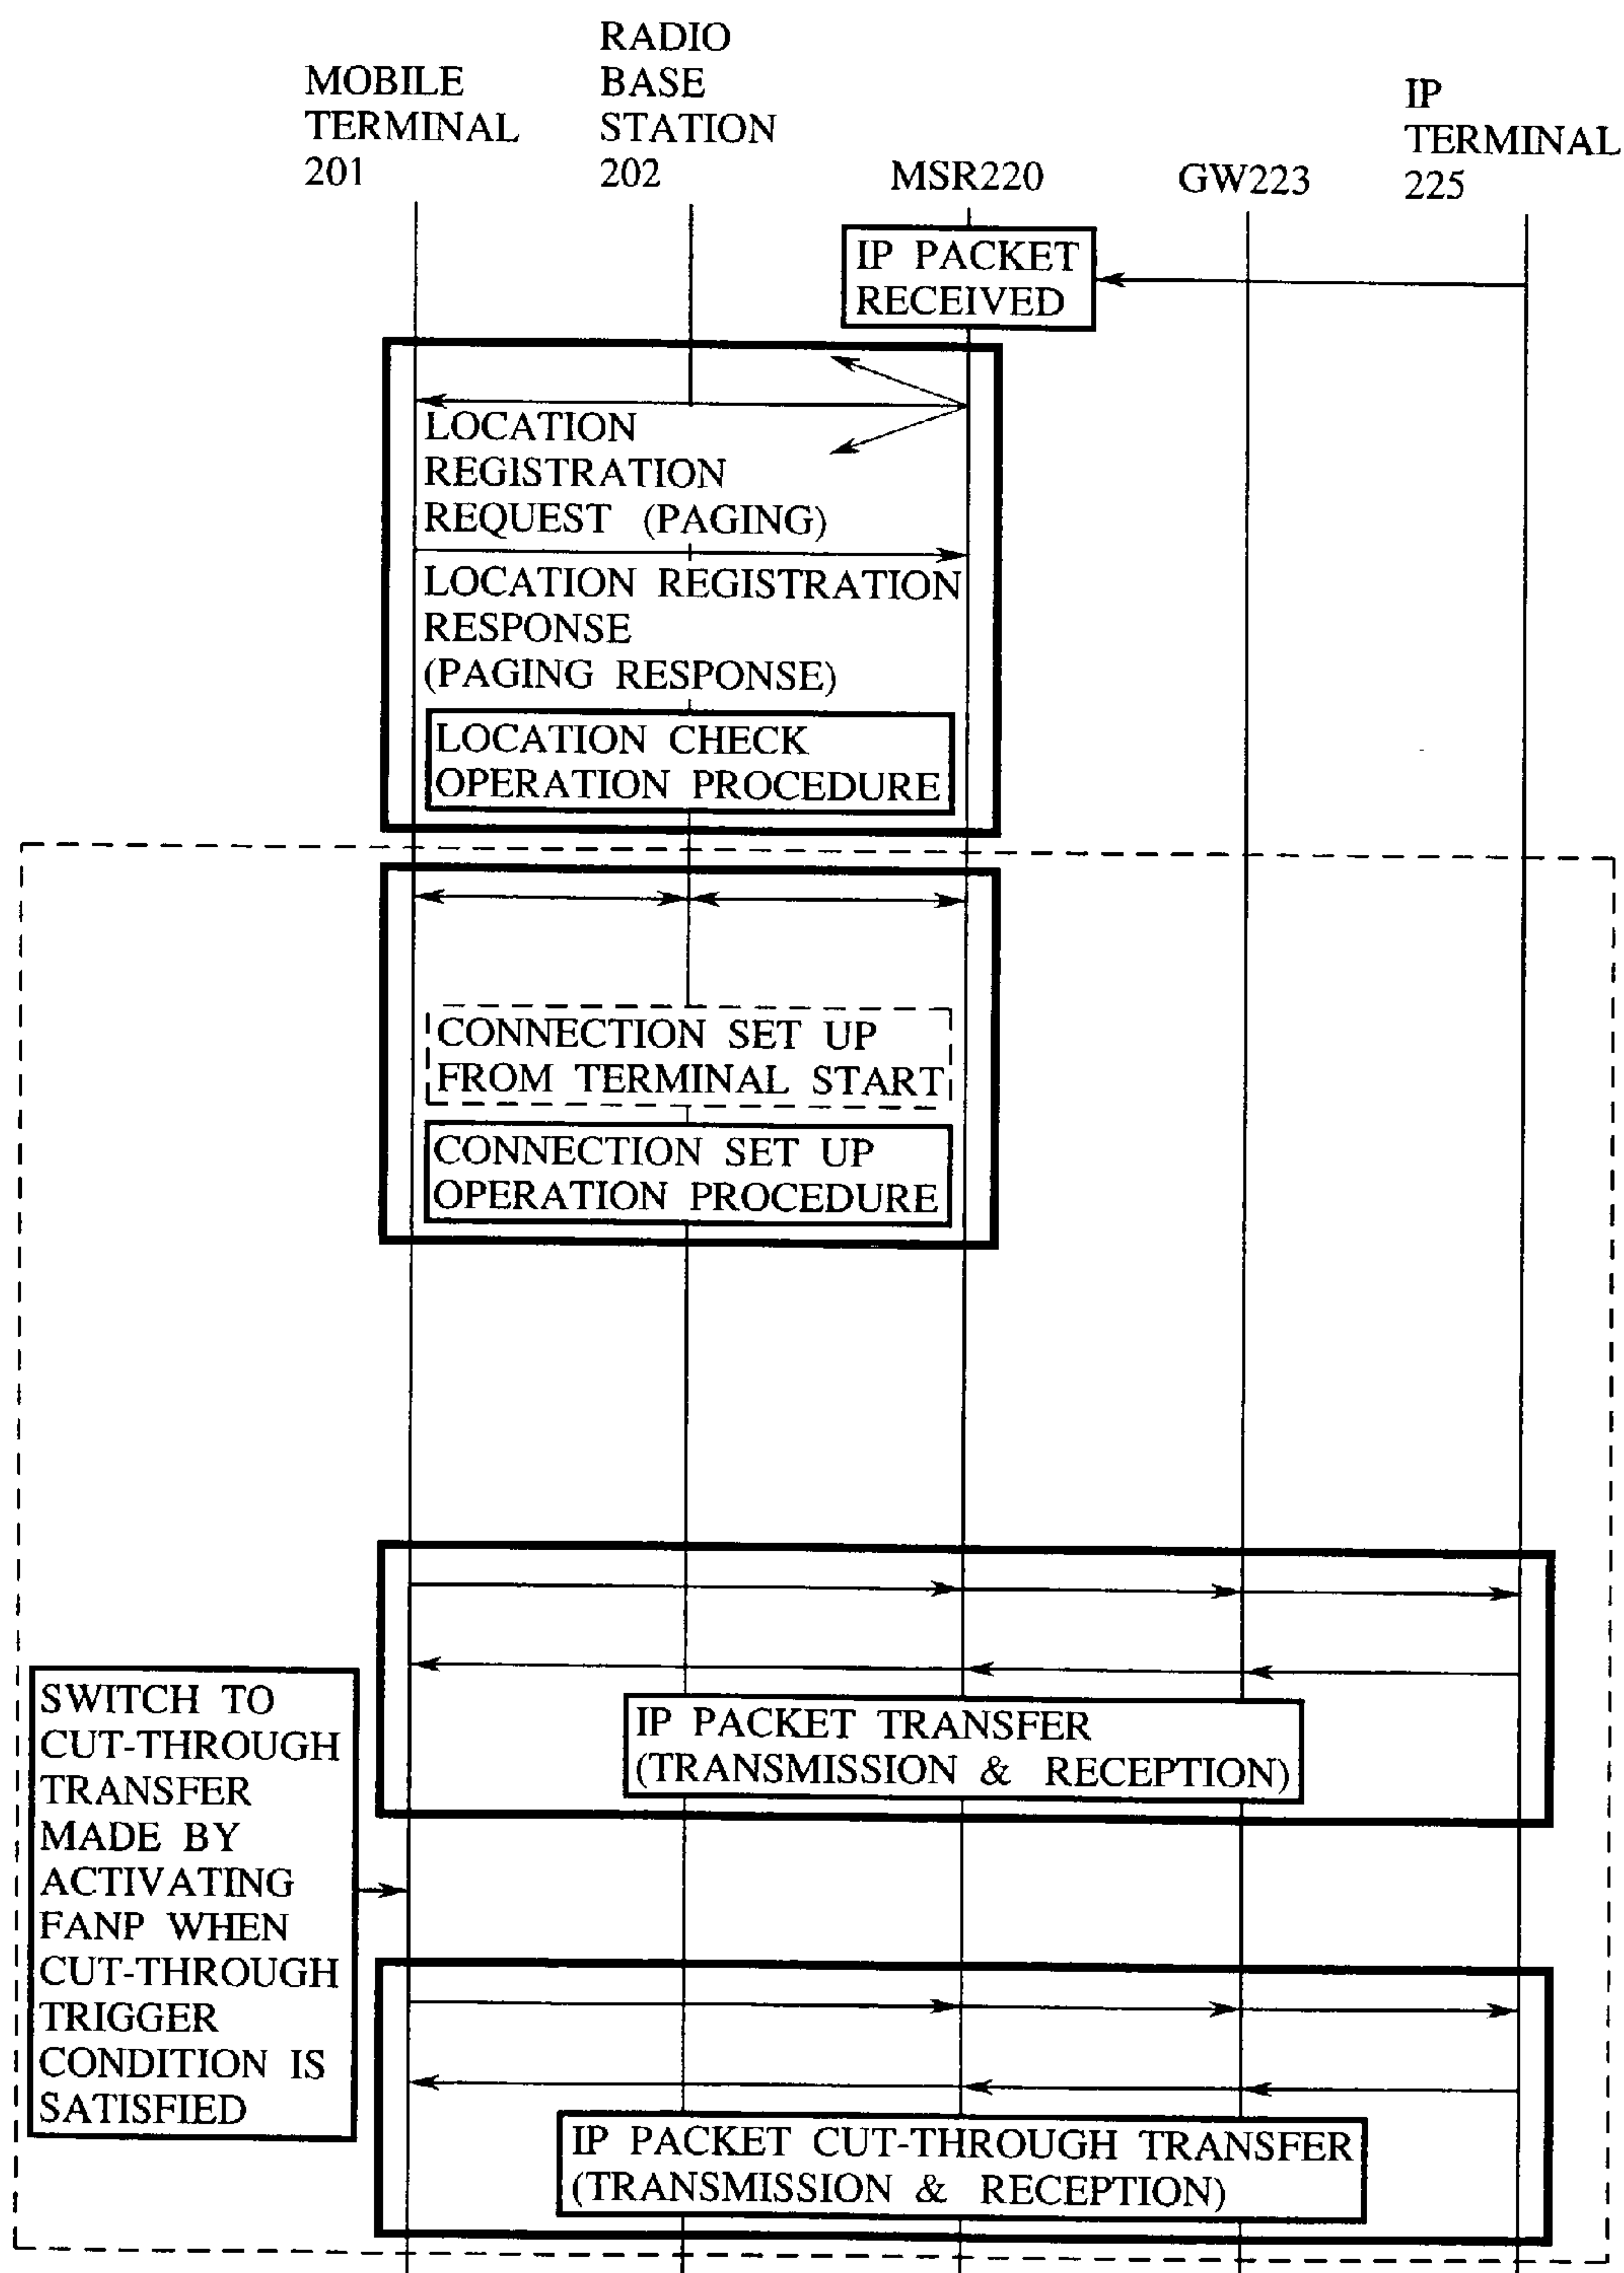 MOBILE
TERMINAL
201
RADIO
BASE
STATION
202
MSR220
GW223
IP
TERMINAL
225
IP PACKET
RECEIVED
LOCATION
REGISTRATION
REQUEST (PAGING)
LOCATION REGISTRATION
RESPONSE
(PAGING RESPONSE)
LOCATION CHECK
OPERATION PROCEDURE
CONNECTION SET UP
FROM TERMINAL START
CONNECTION SET UP
OPERATION PROCEDURE
IP PACKET TRANSFER
(TRANSMISSION & RECEPTION)
SWITCH TO
CUT-THROUGH
TRANSFER
MADE BY
ACTIVATING
FANP WHEN
CUT-THROUGH
TRIGGER
CONDITION IS
SATISFIED
IP PACKET CUT-THROUGH TRANSFER
(TRANSMISSION & RECEPTION)